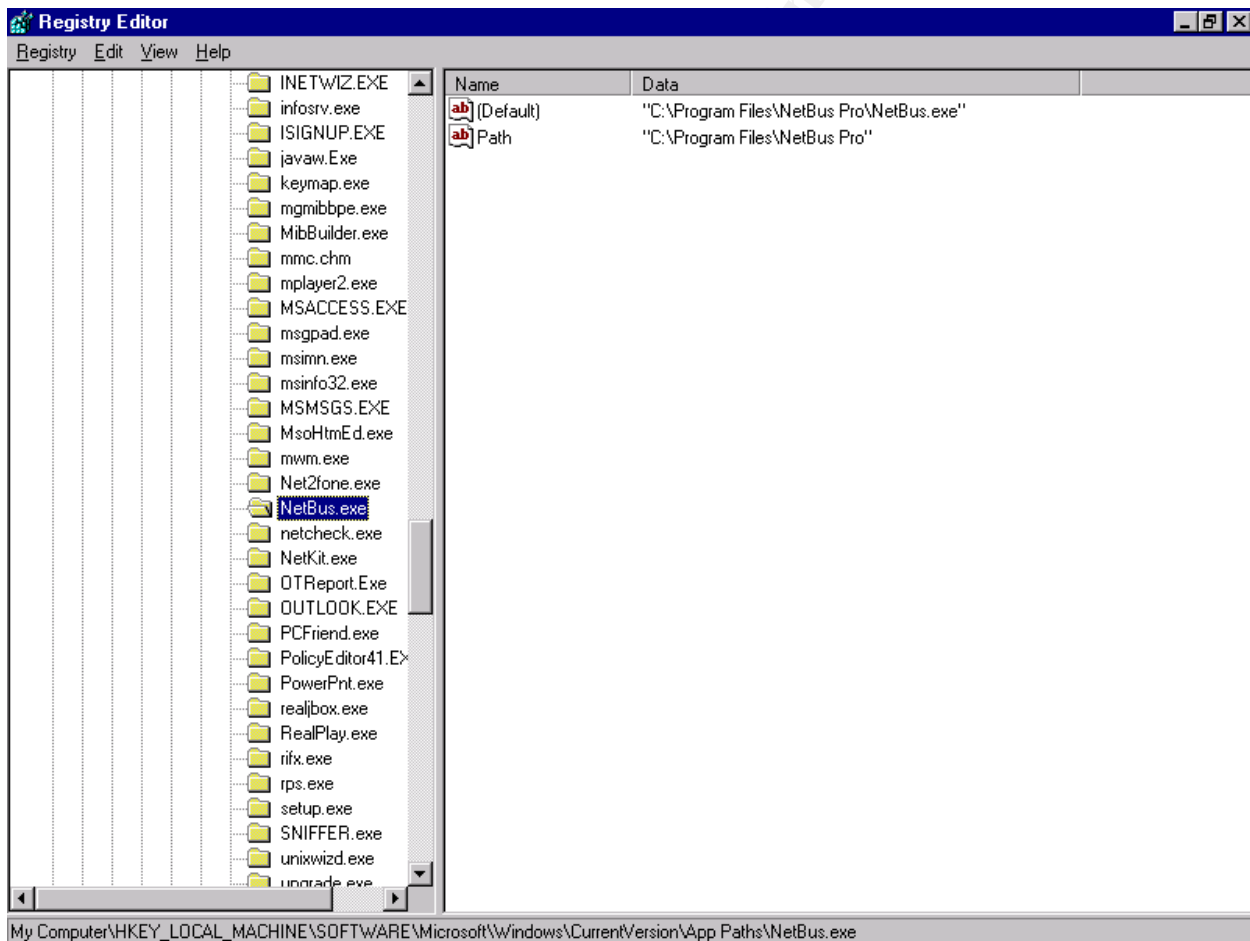 Registry Editor
Registry Edit View Help
INETWIZ.EXE
infosrv.exe
ISIGNUP.EXE
javaw.Exe
keymap.exe
mgmibbpe.exe
MibBuilder.exe
mmc.chm
mplayer2.exe
MSACCESS.EXE
msgpad.exe
msimn.exe
msinfo32.exe
MSMSGS.EXE
MsoHtmEd.exe
mwm.exe
Net2fone.exe
NetBus.exe
netcheck.exe
NetKit.exe
OTReport.Exe
OUTLOOK.EXE
PCFriend.exe
PolicyEditor41.EX
PowerPnt.exe
realjbox.exe
RealPlay.exe
rifx.exe
rps.exe
setup.exe
SNIFFER.exe
unixwizd.exe
upgrade.exe
Name Data
ab (Default) "C:\Program Files\NetBus Pro\NetBus.exe"
ab Path "C:\Program Files\NetBus Pro"
My Computer\HKEY_LOCAL_MACHINE\SOFTWARE\Microsoft\Windows\CurrentVersion\App Paths\NetBus.exe